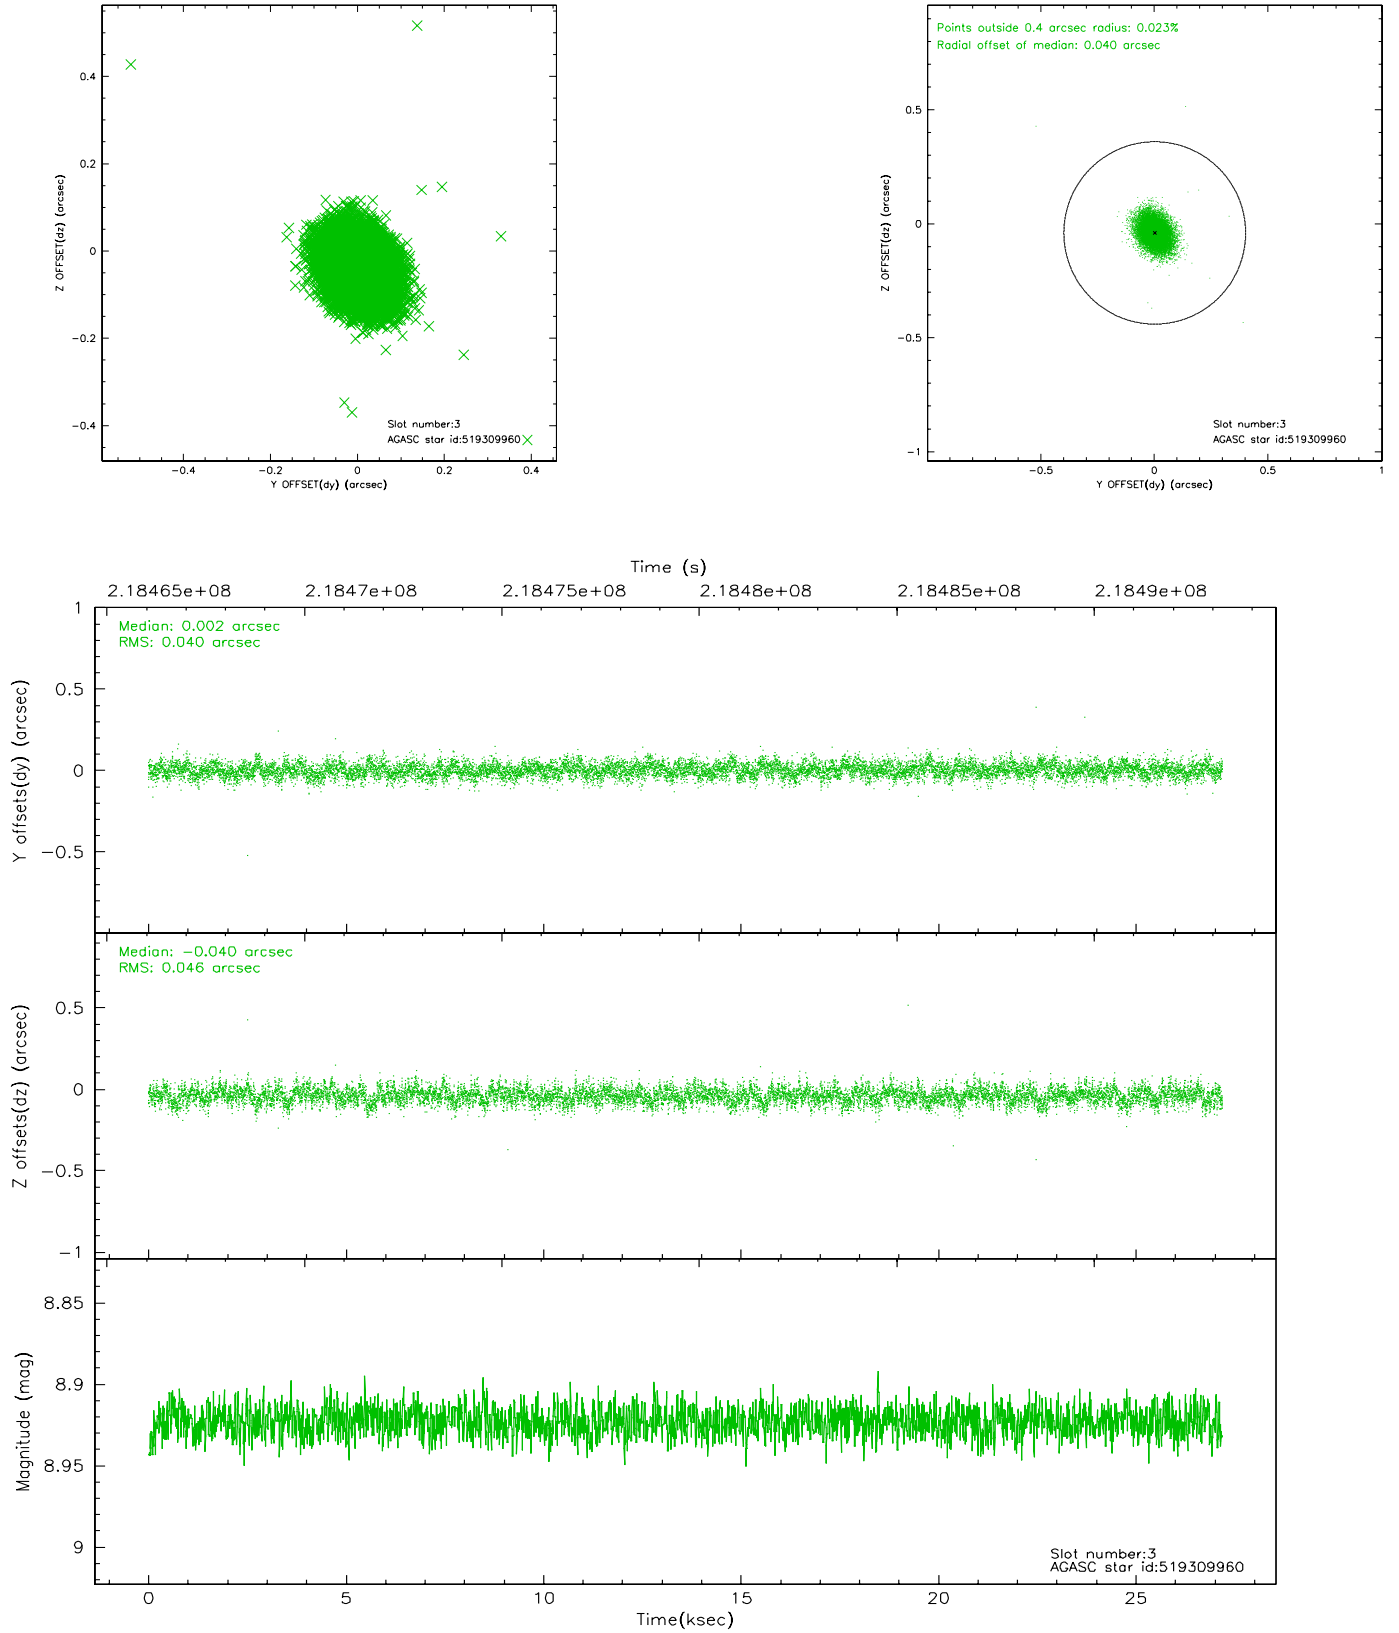 0.4
0.2
0
−0.2
−0.4
Z OFFSET(dz) (arcsec)
Slot number:3
AGASC star id:519309960
−0.4
−0.2
0
0.2
0.4
Y OFFSET(dy) (arcsec)
Points outside 0.4 arcsec radius: 0.023%
Radial offset of median: 0.040 arcsec
0.5
0
−0.5
−1
Z OFFSET(dz) (arcsec)
Slot number:3
AGASC star id:519309960
−0.5
0
0.5
1
Y OFFSET(dy) (arcsec)
Time (s)
2.18465e+08
2.1847e+08
2.18475e+08
2.1848e+08
2.18485e+08
2.1849e+08
1
0.5
0
−0.5
Y offsets(dy) (arcsec)
Median: 0.002 arcsec
RMS: 0.040 arcsec
0.5
0
−0.5
−1
Z offsets(dz) (arcsec)
Median: −0.040 arcsec
RMS: 0.046 arcsec
8.85
8.9
8.95
9
Magnitude (mag)
Slot number:3
AGASC star id:519309960
0
5
10
15
20
25
Time(ksec)